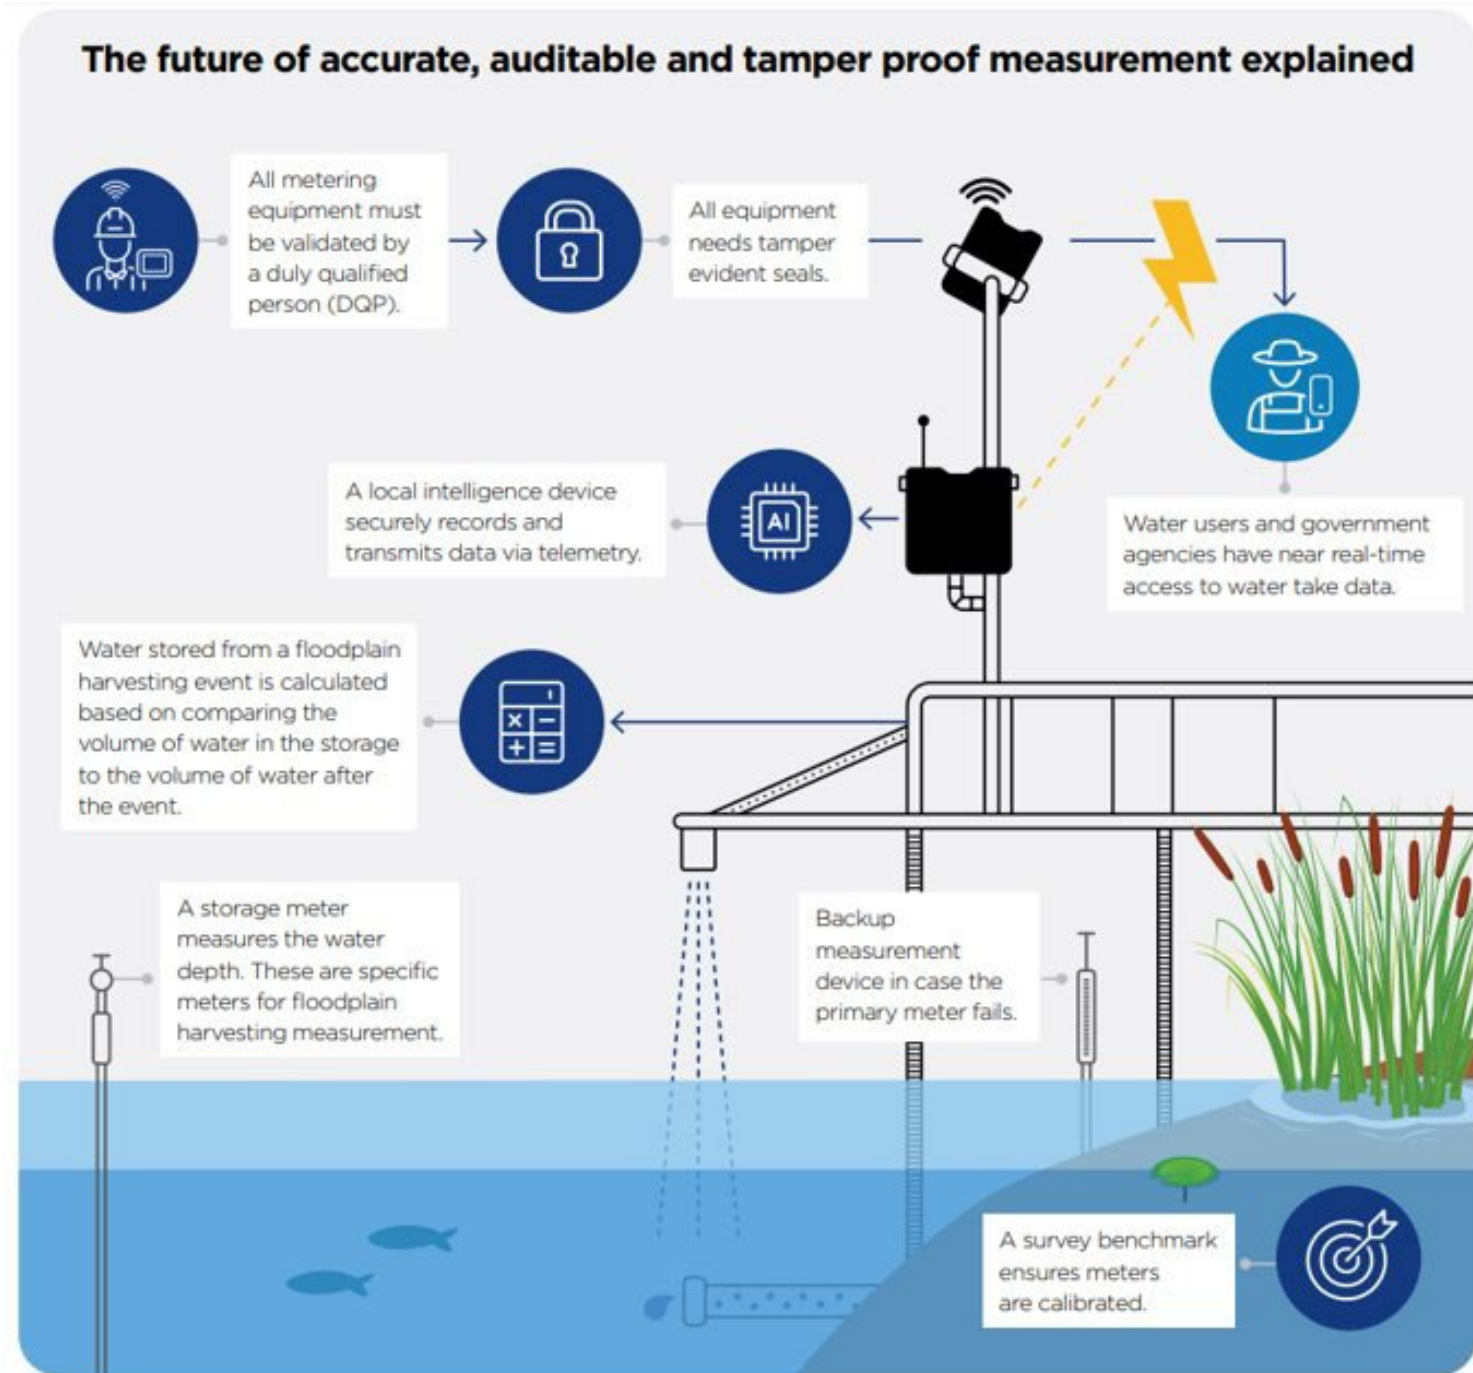 The future of accurate, auditable and tamper proof measurement explained
All metering
equipment must
be validated by
a duly qualified
person (DQP).
All equipment
needs tamper
evident seals.
A local intelligence device
securely records and
transmits data via telemetry.
AI
Water users and government
agencies have near real-time
access to water take data.
Water stored from a floodplain
harvesting event is calculated
based on comparing the
volume of water in the storage
to the volume of water after
the event.
A storage meter
measures the water
depth. These are specific
meters for floodplain
harvesting measurement.
Backup
measurement
device in case the
primary meter fails.
A survey benchmark
ensures meters
are calibrated.